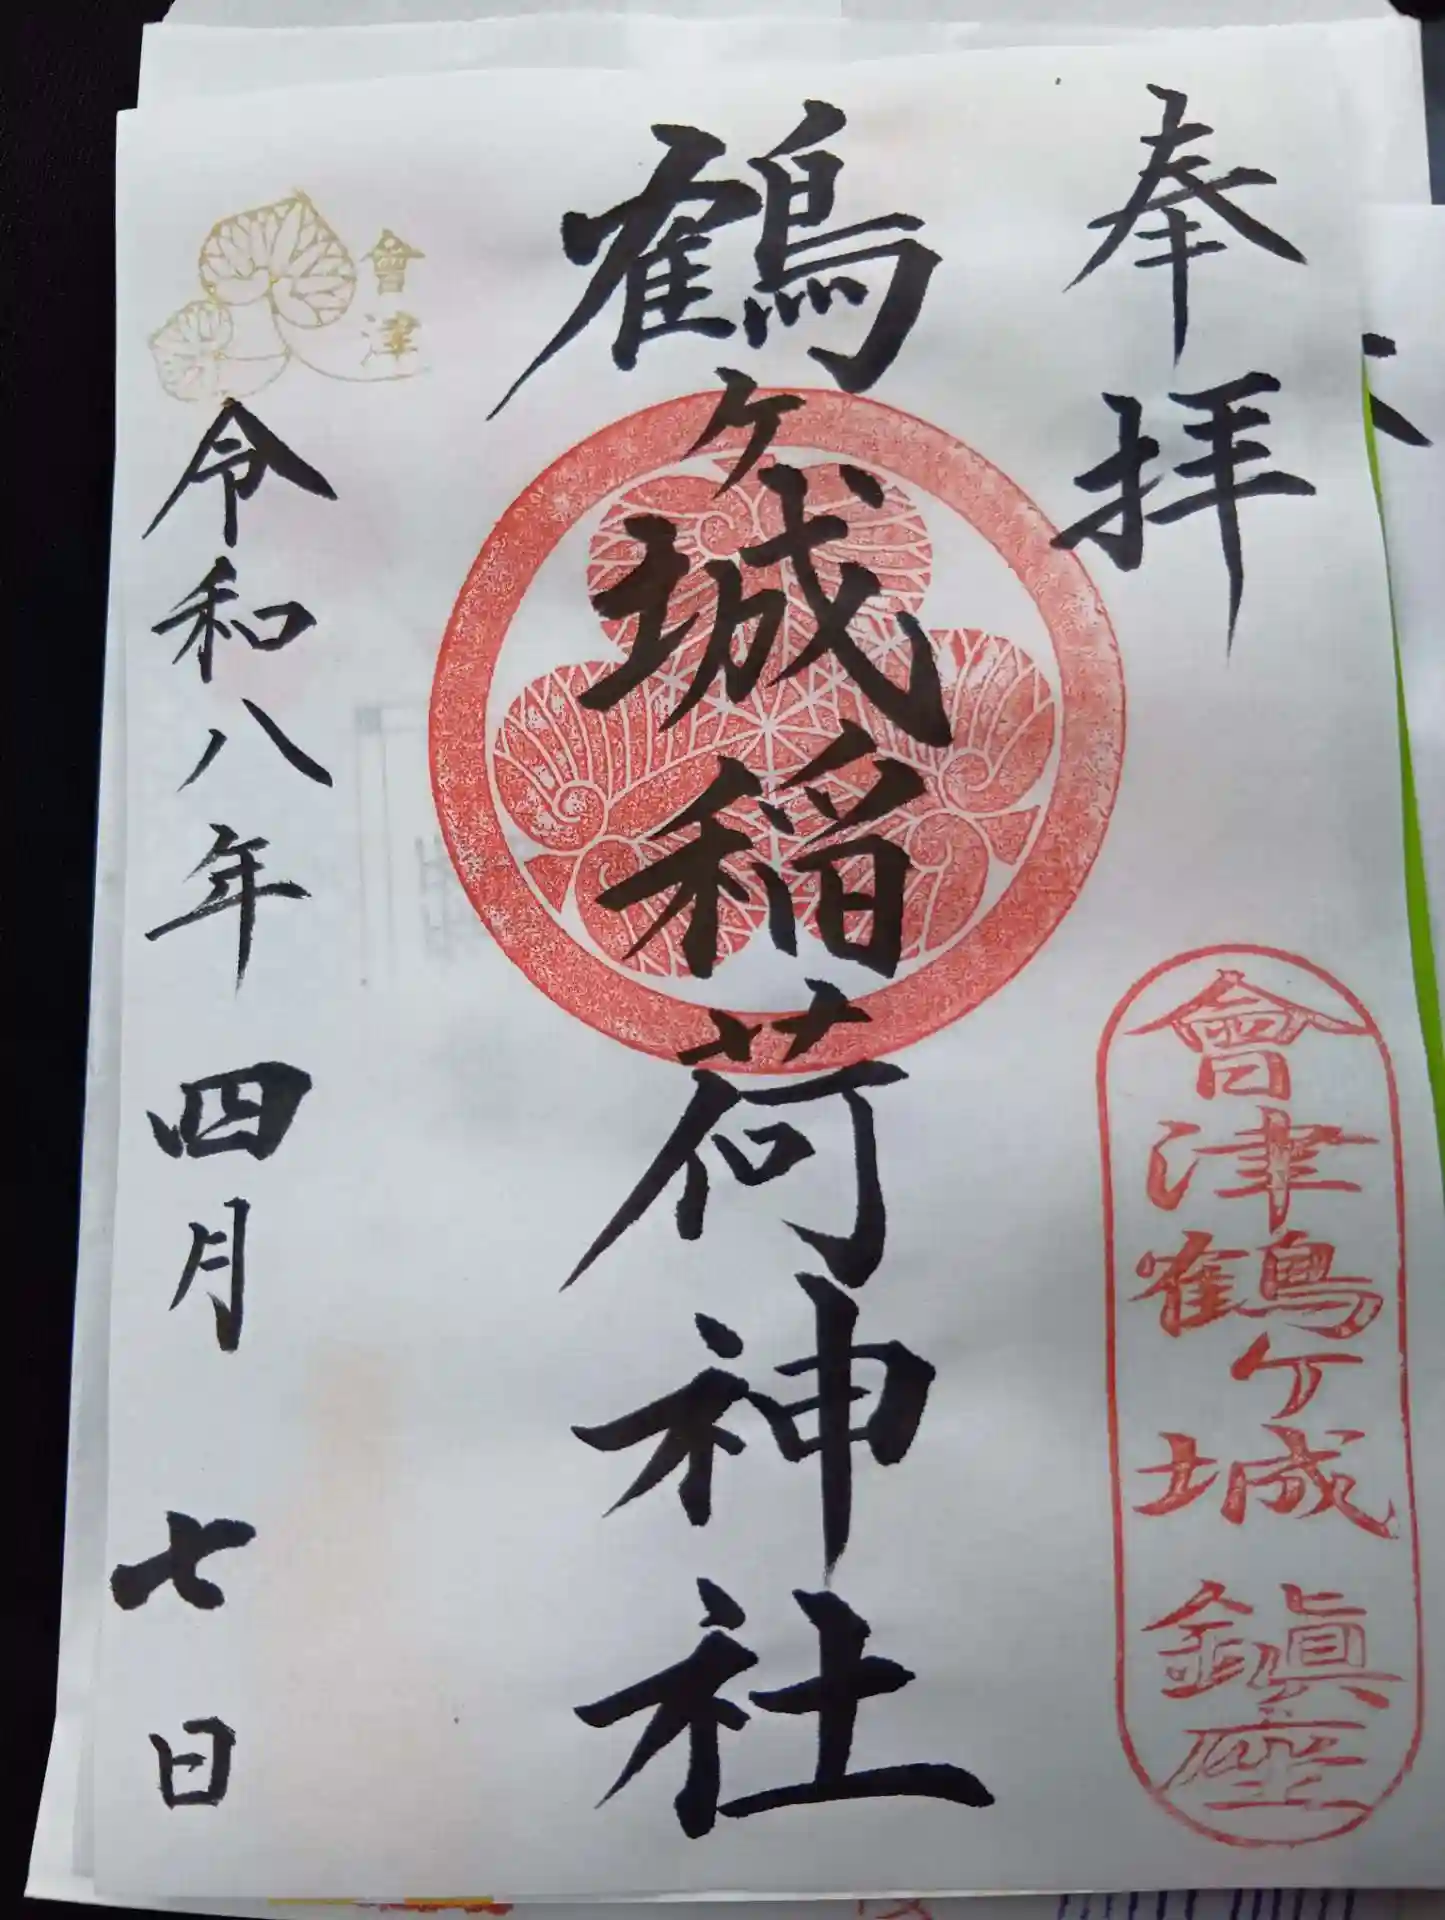 奉拝
會津鶴ケ城鎭座
鶴ケ城稲荷神社
會津
令和八年四月七日